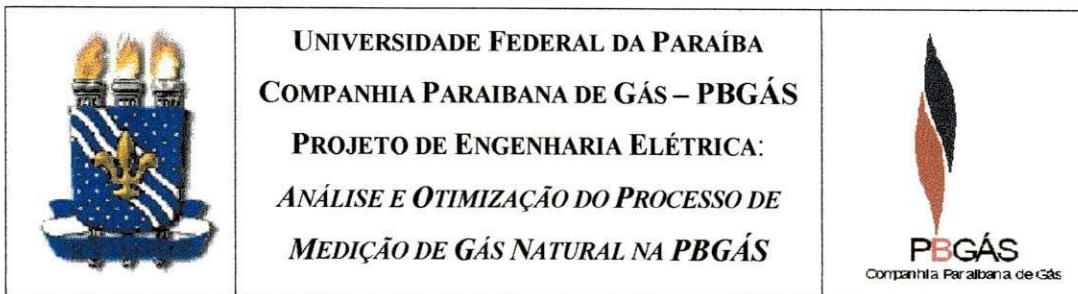 UNIVERSIDADE FEDERAL DA PARAÍBA
COMPANHIA PARAIBANA DE GÁS – PBGÁS
PROJETO DE ENGENHARIA ELÉTRICA:
ANÁLISE E OTIMIZAÇÃO DO PROCESSO DE
MEDIÇÃO DE GÁS NATURAL NA PBGÁS
PBGÁS
Companhia Paraibana de Gás